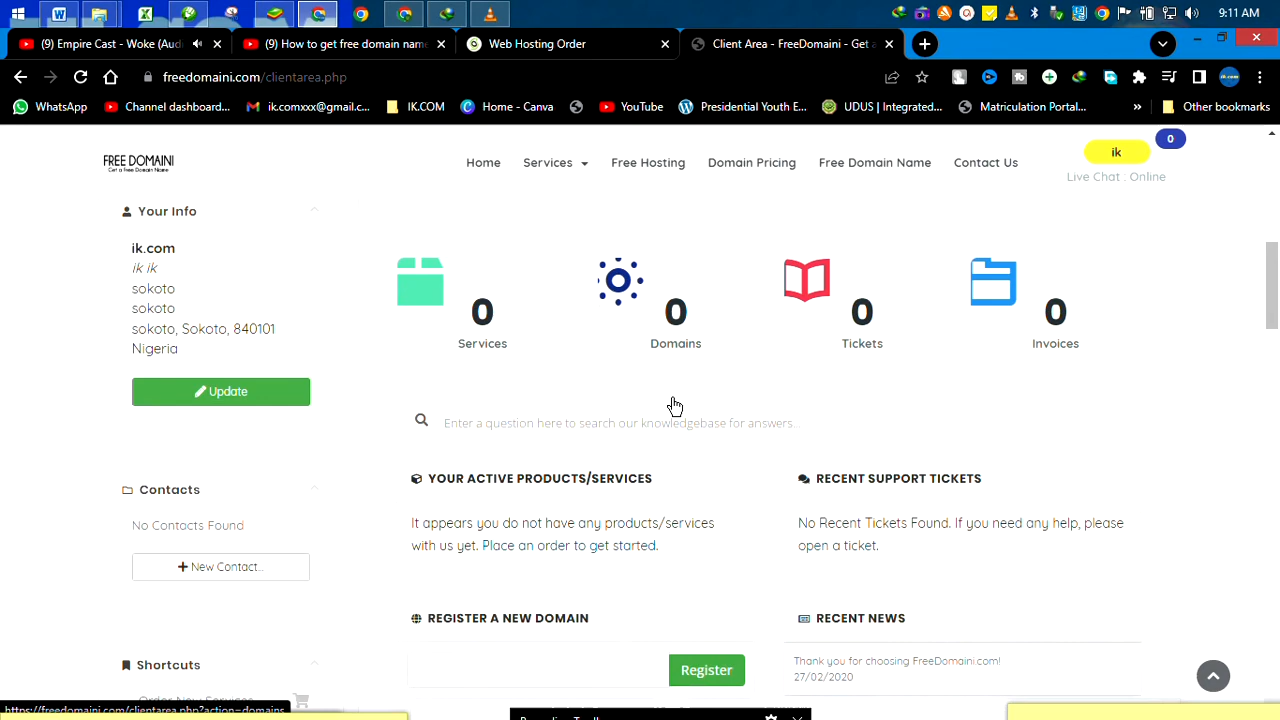 9:11 AM
(9) Empire Cast - Woke (Aud
(9) How to get free domain name
Web Hosting Order
Client Area - FreeDomaini - Get a
freedomaini.com/clientarea.php
WhatsApp
Channel dashboard...
ik.comxxx@gmail.c...
IK.COM
Home - Canva
YouTube
Presidential Youth E...
UDUS | Integrated...
Matriculation Portal...
Other bookmarks
FREE DOMAINI
Get a Free Domain Name
Home
Services
Free Hosting
Domain Pricing
Free Domain Name
Contact Us
ik
0
Live Chat : Online
Your Info
ik.com
ik ik
sokoto
sokoto
sokoto, Sokoto, 840101
Nigeria
Update
0
Services
0
Domains
0
Tickets
0
Invoices
Enter a question here to search our knowledgebase for answers..
Contacts
No Contacts Found
New Contact..
YOUR ACTIVE PRODUCTS/SERVICES
It appears you do not have any products/services
with us yet. Place an order to get started.
RECENT SUPPORT TICKETS
No Recent Tickets Found. If you need any help, please
open a ticket.
REGISTER A NEW DOMAIN
Register
RECENT NEWS
Thank you for choosing FreeDomaini.com!
27/02/2020
Shortcuts
Order New Services
https://freedomaini.com/clientarea.php?action=domains